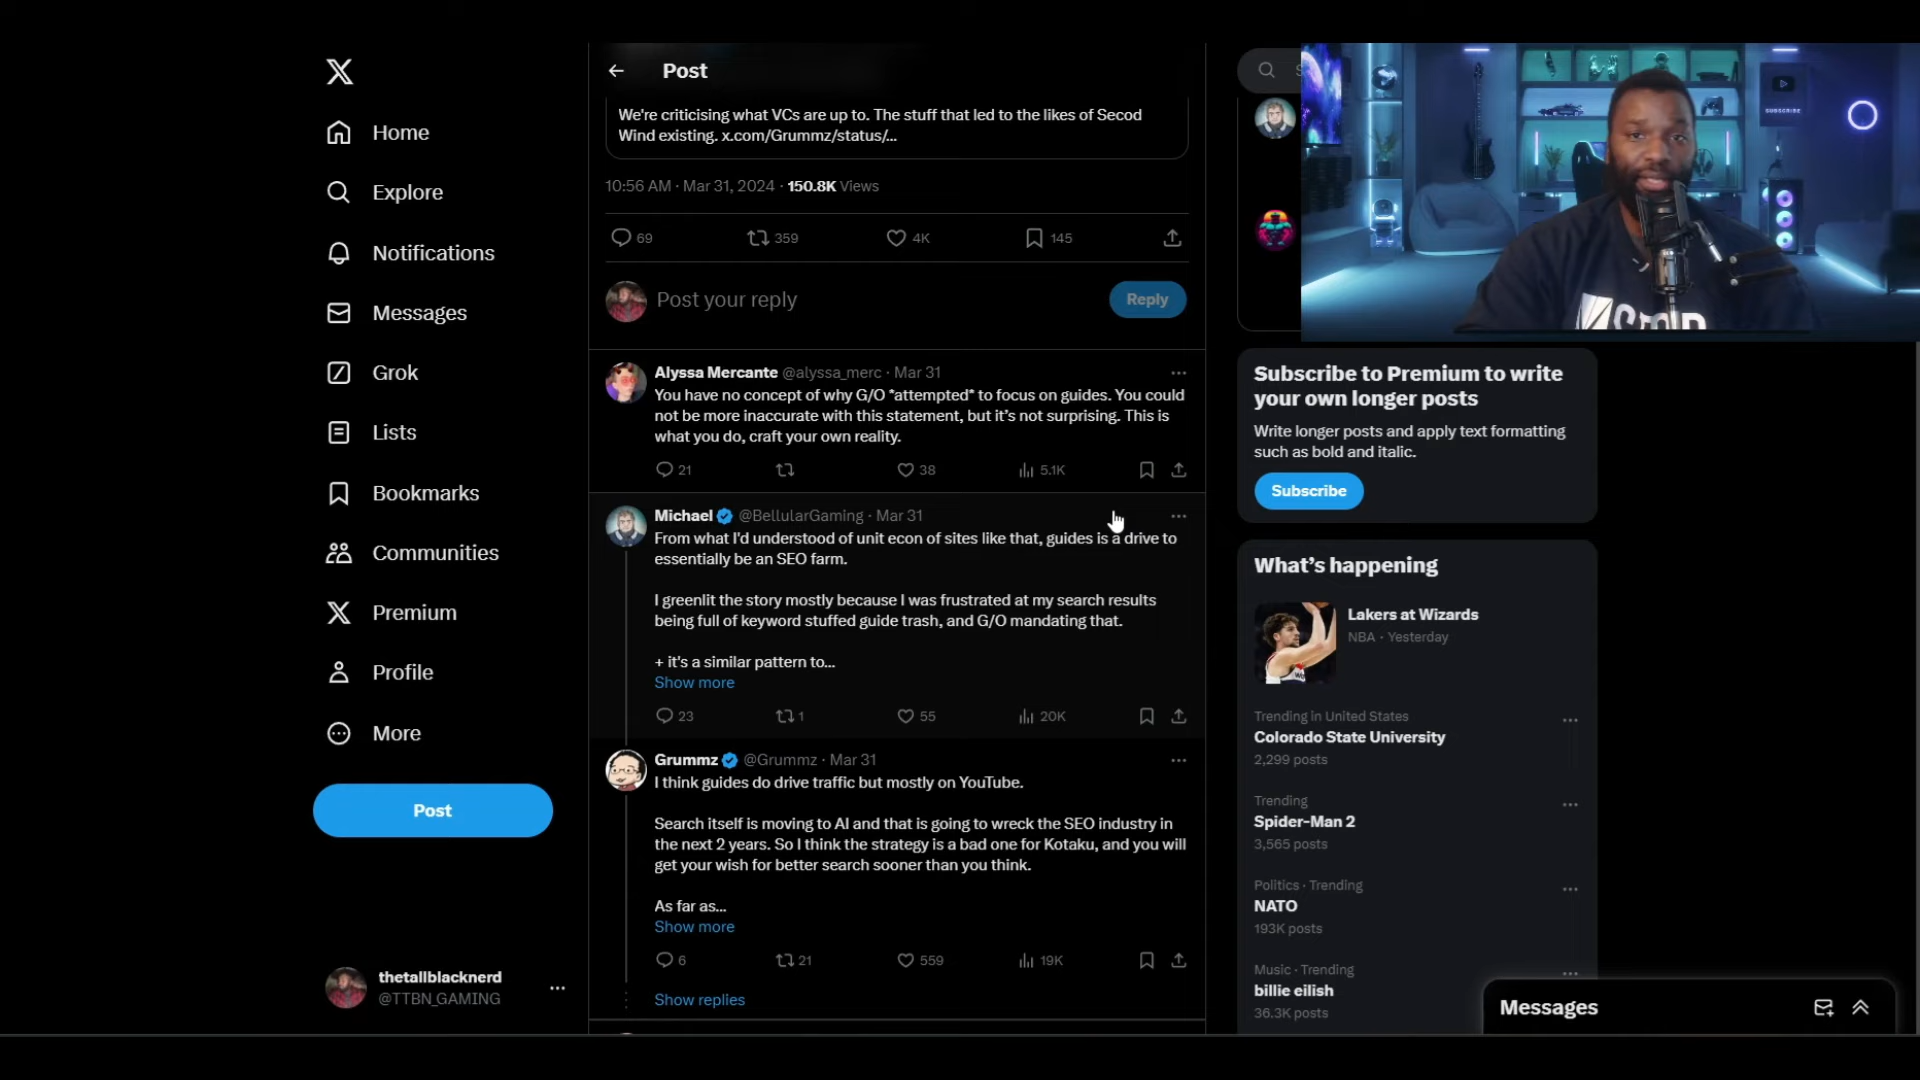 Post
We're criticising what VCs are up to. The stuff that led to the likes of Secod
Wind existing. x.com/Grummz/status/...
10:56 AM · Mar 31, 2024 · 150.8K Views
69 359 4K 145
Post your reply
Reply
Home
Explore
Notifications
Messages
Grok
Lists
Bookmarks
Communities
Premium
Profile
More
Post
thetallblacknerd
@TTBN_GAMING
Alyssa Mercante @alyssa_merc · Mar 31
You have no concept of why G/O *attempted* to focus on guides. You could
not be more inaccurate with this statement, but it's not surprising. This is
what you do, craft your own reality.
21 38 5.1K
Michael @BellularGaming · Mar 31
From what I'd understood of unit econ of sites like that, guides is a drive to
essentially be an SEO farm.
I greenlit the story mostly because I was frustrated at my search results
being full of keyword stuffed guide trash, and G/O mandating that.
+ it's a similar pattern to...
Show more
23 1 55 20K
Grummz @Grummz · Mar 31
I think guides do drive traffic but mostly on YouTube.
Search itself is moving to AI and that is going to wreck the SEO industry in
the next 2 years. So I think the strategy is a bad one for Kotaku, and you will
get your wish for better search sooner than you think.
As far as...
Show more
6 21 559 19K
Show replies
SUBSCRIBE
Subscribe to Premium to write
your own longer posts
Write longer posts and apply text formatting
such as bold and italic.
Subscribe
What's happening
Lakers at Wizards
NBA · Yesterday
Trending in United States
Colorado State University
2,299 posts
Trending
Spider-Man 2
3,565 posts
Politics · Trending
NATO
193K posts
Music · Trending
billie eilish
36.3K posts
Messages